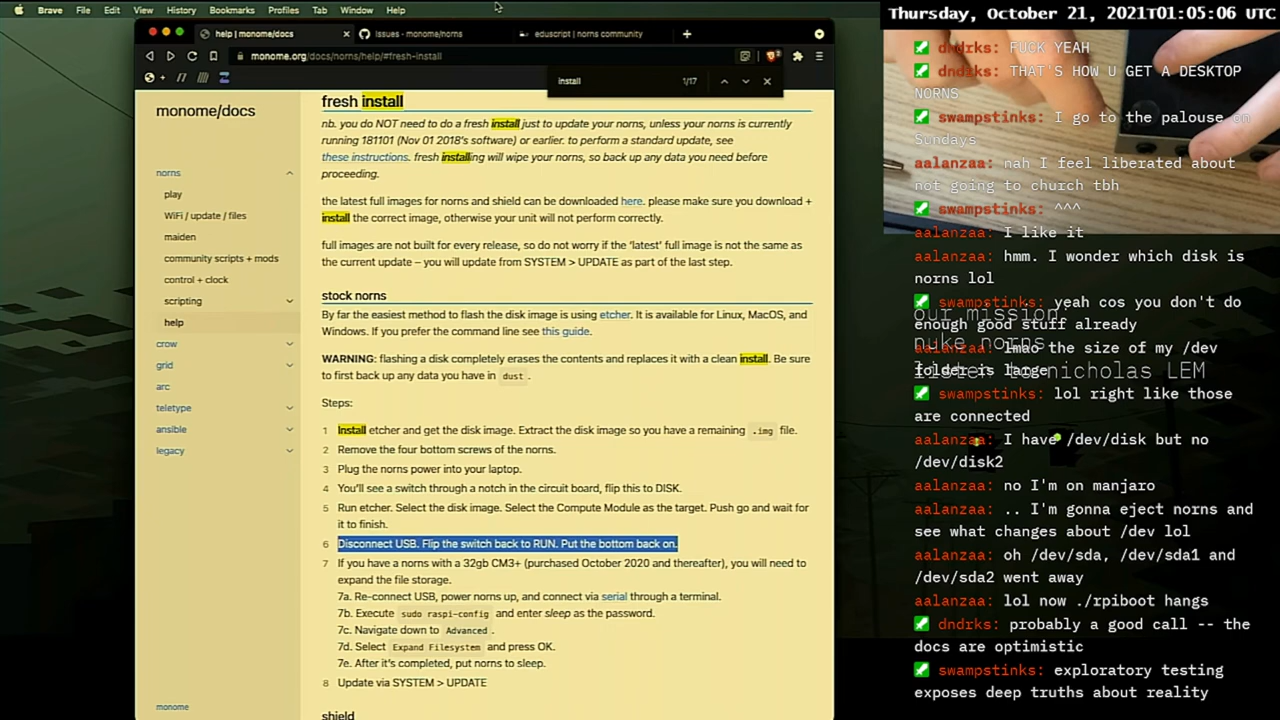 Brave File Edit View History Bookmarks Profiles Tab Window Help
Thursday, October 21, 2021T01:05:06 UTC
help | monome/docs
Issues - monome/norns
eduscript | norns community
monome.org/docs/norns/help/#fresh-install
install
1/17
monome/docs
norns
play
WiFi / update / files
maiden
community scripts + mods
control + clock
scripting
help
crow
grid
arc
teletype
ansible
legacy
monome
fresh install
nb. you do NOT need to do a fresh install just to update your norns, unless your norns is currently
running 181101 (Nov 01 2018's software) or earlier. to perform a standard update, see
these instructions. fresh installing will wipe your norns, so back up any data you need before
proceeding.
the latest full images for norns and shield can be downloaded here. please make sure you download +
install the correct image, otherwise your unit will not perform correctly.
full images are not built for every release, so do not worry if the 'latest' full image is not the same as
the current update – you will update from SYSTEM > UPDATE as part of the last step.
stock norns
By far the easiest method to flash the disk image is using etcher. It is available for Linux, MacOS, and
Windows. If you prefer the command line see this guide.
WARNING: flashing a disk completely erases the contents and replaces it with a clean install. Be sure
to first back up any data you have in dust .
Steps:
1 Install etcher and get the disk image. Extract the disk image so you have a remaining .img file.
2 Remove the four bottom screws of the norns.
3 Plug the norns power into your laptop.
4 You'll see a switch through a notch in the circuit board, flip this to DISK.
5 Run etcher. Select the disk image. Select the Compute Module as the target. Push go and wait for
it to finish.
6 Disconnect USB. Flip the switch back to RUN. Put the bottom back on.
7 If you have a norns with a 32gb CM3+ (purchased October 2020 and thereafter), you will need to
expand the file storage.
7a. Re-connect USB, power norns up, and connect via serial through a terminal.
7b. Execute sudo raspi-config and enter sleep as the password.
7c. Navigate down to Advanced .
7d. Select Expand Filesystem and press OK.
7e. After it's completed, put norns to sleep.
8 Update via SYSTEM > UPDATE
shield
dndrks: FUCK YEAH
dndrks: THAT'S HOW U GET A DESKTOP
NORNS
swampstinks: I go to the palouse on
Sundays
aalanzaa: nah I feel liberated about
not going to church tbh
swampstinks: ^^^
aalanzaa: I like it
aalanzaa: hmm. I wonder which disk is
norns lol
swampstinks: yeah cos you don't do
enough good stuff already
our mission
nuke norns
listen to nicholas LEM
aalanzaa: lmao the size of my /dev
folder is large
swampstinks: lol right like those
are connected
aalanzaa: I have /dev/disk but no
/dev/disk2
aalanzaa: no I'm on manjaro
aalanzaa: .. I'm gonna eject norns and
see what changes about /dev lol
aalanzaa: oh /dev/sda, /dev/sda1 and
/dev/sda2 went away
aalanzaa: lol now ./rpiboot hangs
dndrks: probably a good call -- the
docs are optimistic
swampstinks: exploratory testing
exposes deep truths about reality